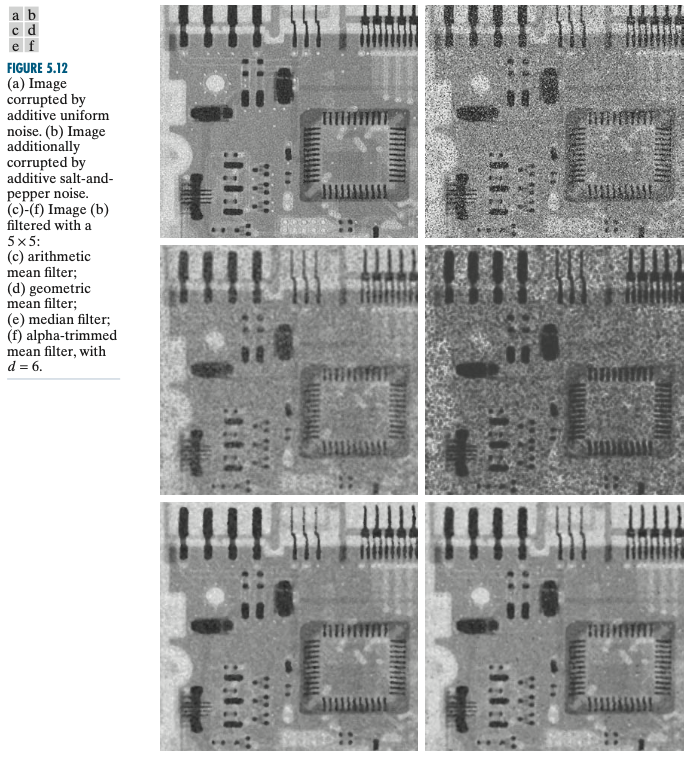 a b
c d
e f
FIGURE 5.12
(a) Image
corrupted by
additive uniform
noise. (b) Image
additionally
corrupted by
additive salt-and-
pepper noise.
(c)-(f) Image (b)
filtered with a
5 × 5:
(c) arithmetic
mean filter;
(d) geometric
mean filter;
(e) median filter;
(f) alpha-trimmed
mean filter, with
d = 6.